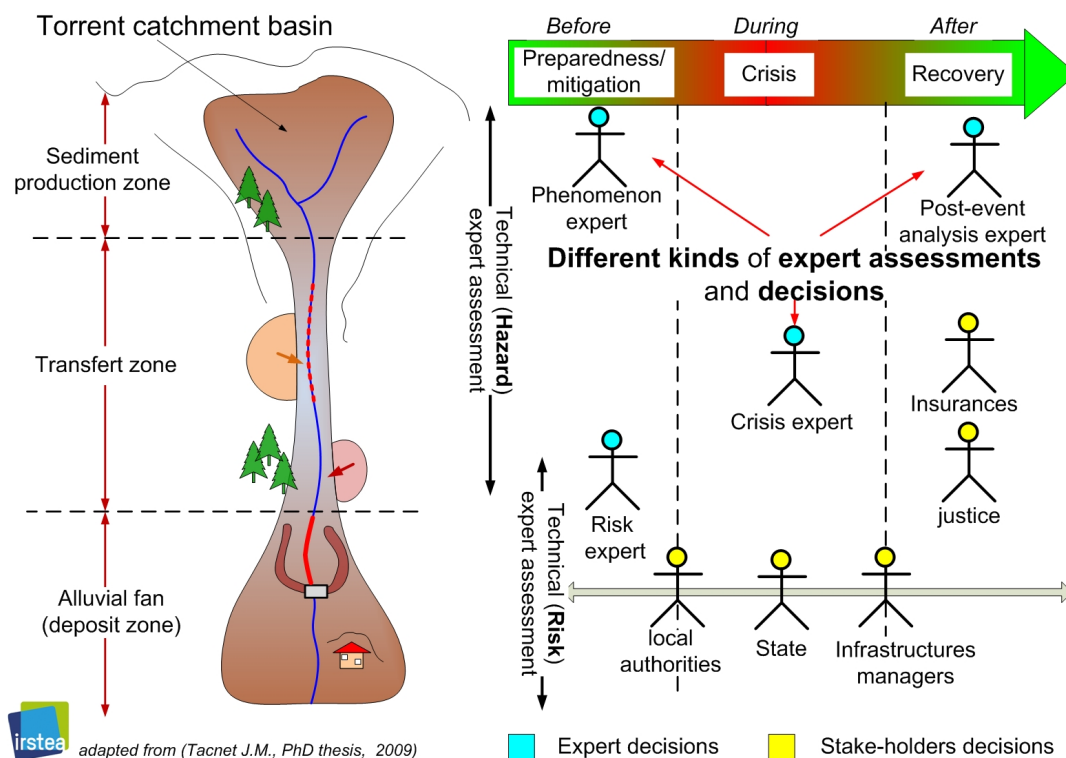 Torrent catchment basin
Sediment
production zone
Transfert zone
Alluvial fan
(deposit zone)
irstea
adapted from (Tacnet J.M., PhD thesis, 2009)
Before
During
After
Preparedness/
mitigation
Crisis
Recovery
Technical (Hazard)
expert assessment
Phenomenon
expert
Post-event
analysis expert
Different kinds of expert assessments
and decisions
Crisis expert
Insurances
justice
Technical (Risk)
expert assessment
Risk
expert
local
authorities
State
Infrastructures
managers
Expert decisions
Stake-holders decisions